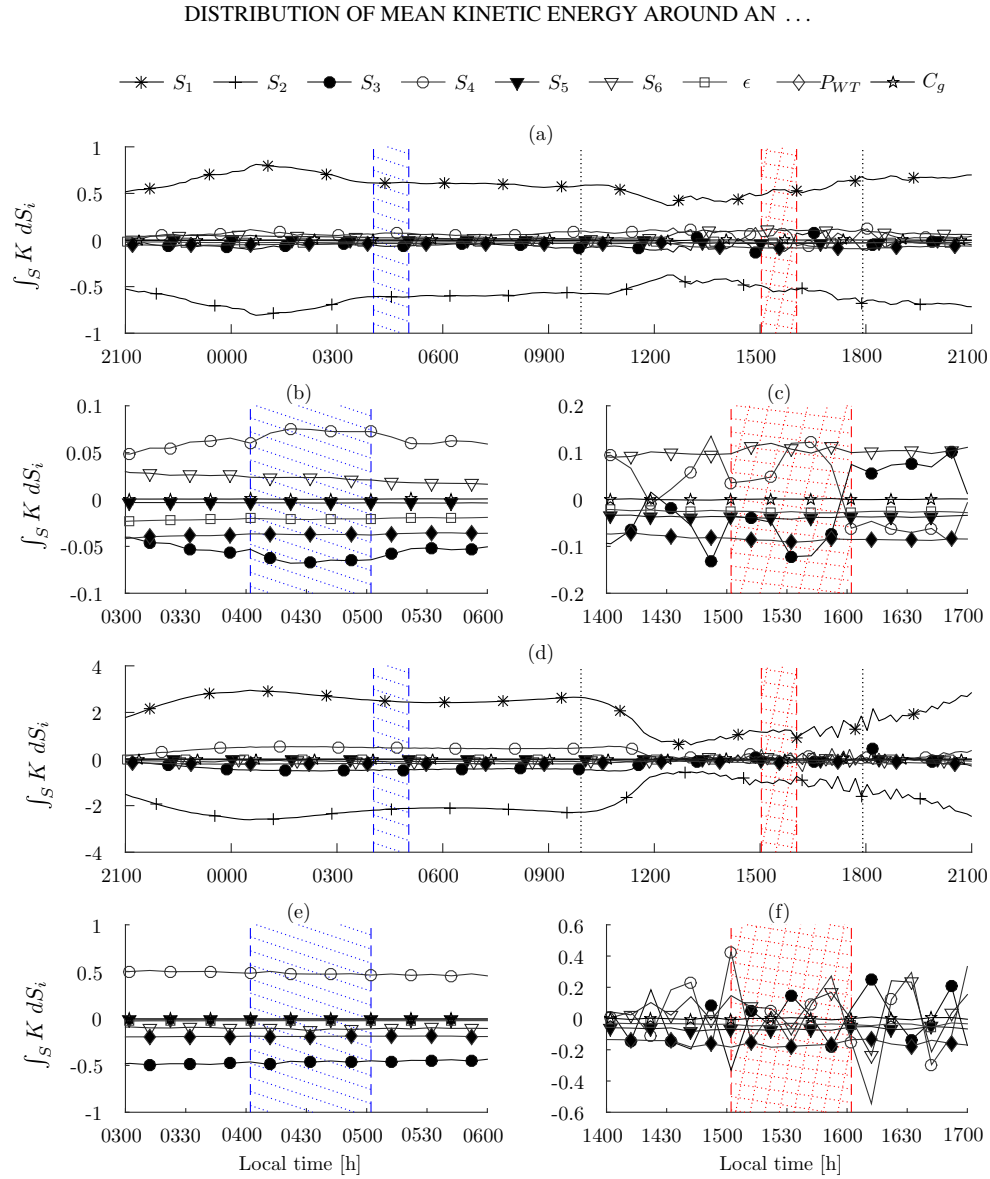 DISTRIBUTION OF MEAN KINETIC ENERGY AROUND AN …
S1 S2 S3 S4 S5 S6 ϵ PWT Cg
(a)
∫S K dSi
1
0.5
0
-0.5
-1
2100 0000 0300 0600 0900 1200 1500 1800 2100
(b)
∫S K dSi
0.1
0.05
0
-0.05
-0.1
0300 0330 0400 0430 0500 0530 0600
(c)
0.2
0.1
0
-0.1
-0.2
1400 1430 1500 1530 1600 1630 1700
(d)
∫S K dSi
4
2
0
-2
-4
2100 0000 0300 0600 0900 1200 1500 1800 2100
(e)
∫S K dSi
1
0.5
0
-0.5
-1
0300 0330 0400 0430 0500 0530 0600
Local time [h]
(f)
0.6
0.4
0.2
0
-0.2
-0.4
-0.6
1400 1430 1500 1530 1600 1630 1700
Local time [h]